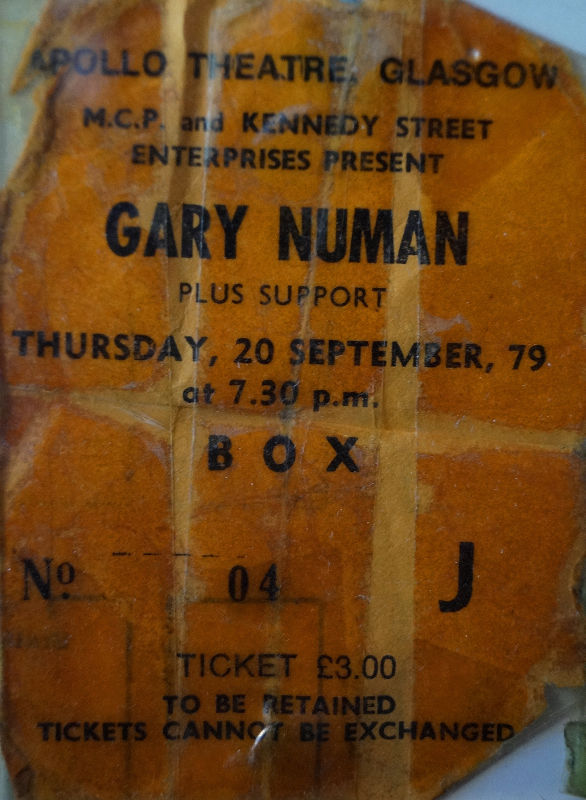 APOLLO THEATRE, GLASGOW
M.C.P. and KENNEDY STREET
ENTERPRISES PRESENT
GARY NUMAN
PLUS SUPPORT
THURSDAY, 20 SEPTEMBER, 79
at 7.30 p.m.
BOX
Nº 04 J
TICKET £3.00
TO BE RETAINED
TICKETS CANNOT BE EXCHANGED